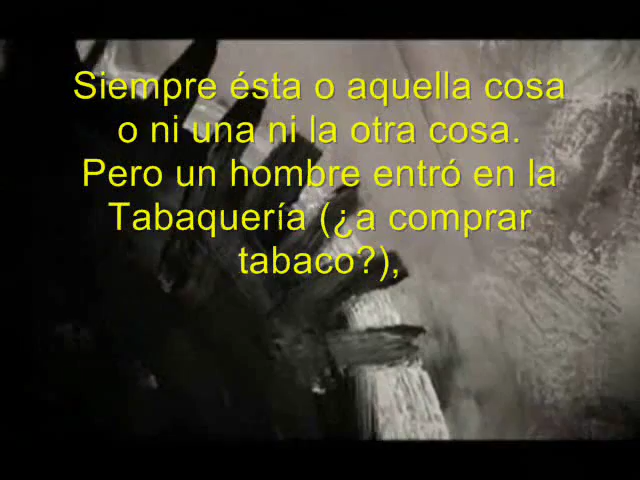 Siempre ésta o aquella cosa
o ni una ni la otra cosa.
Pero un hombre entró en la
Tabaquería (¿a comprar
tabaco?),